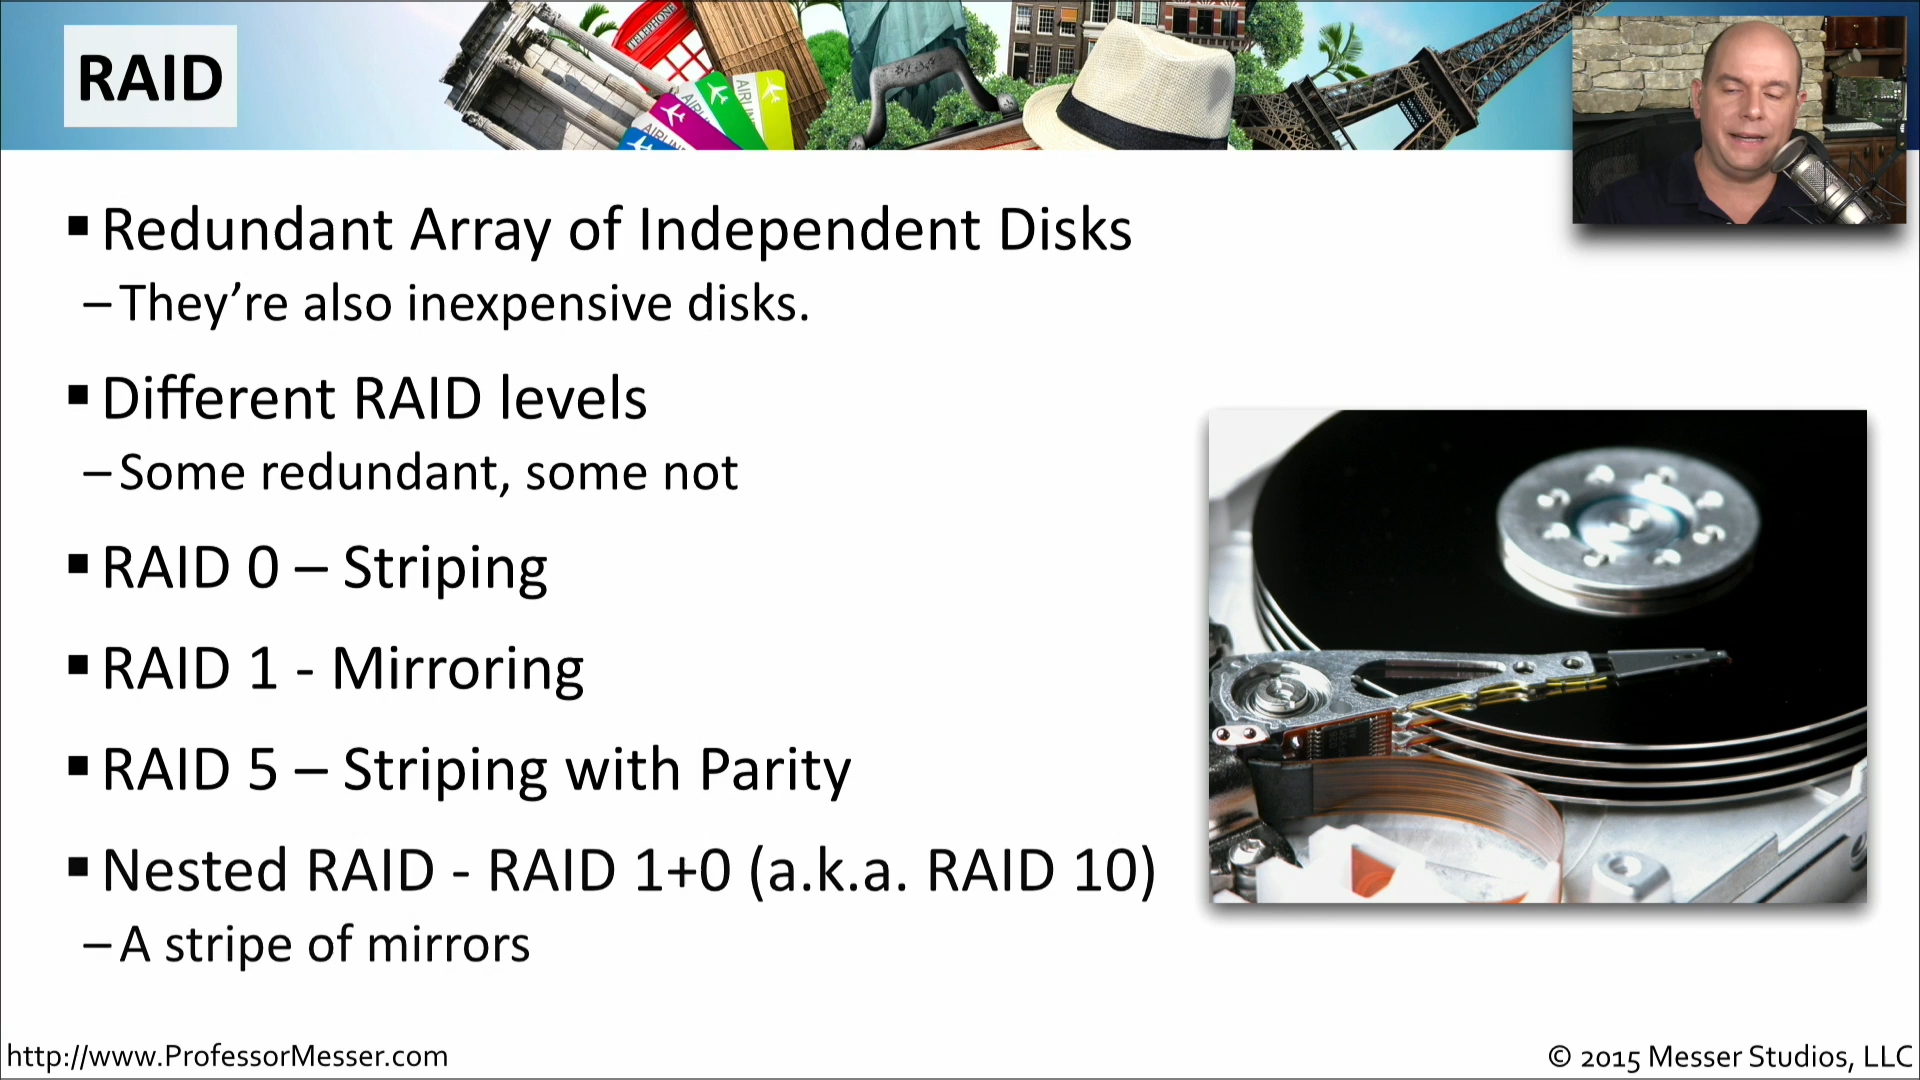 RAID
TELEPHONE
AIRLINE
▪ Redundant Array of Independent Disks
– They’re also inexpensive disks.
▪ Different RAID levels
– Some redundant, some not
▪ RAID 0 – Striping
▪ RAID 1 - Mirroring
▪ RAID 5 – Striping with Parity
▪ Nested RAID - RAID 1+0 (a.k.a. RAID 10)
– A stripe of mirrors
http://www.ProfessorMesser.com
© 2015 Messer Studios, LLC